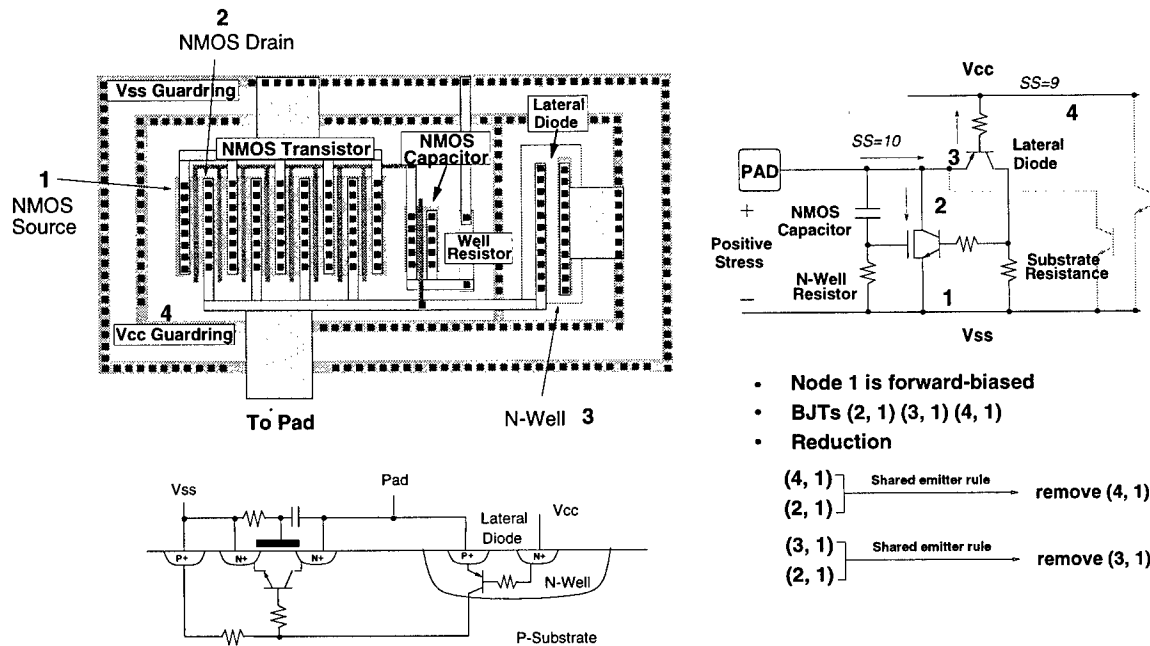 2
NMOS Drain
Vss Guardring
Lateral
Diode
NMOS Transistor
NMOS
Capacitor
1
NMOS
Source
Well
Resistor
4
Vcc Guardring
To Pad
N-Well 3
Vcc
SS=9
4
SS=10
3
Lateral
Diode
PAD
+
NMOS
Capacitor
2
Positive
Stress
Substrate
Resistance
N-Well
Resistor
–
1
Vss
• Node 1 is forward-biased
• BJTs (2, 1) (3, 1) (4, 1)
• Reduction
(4, 1)
Shared emitter rule
remove (4, 1)
(2, 1)
(3, 1)
Shared emitter rule
remove (3, 1)
(2, 1)
Vss
Pad
Lateral
Diode
Vcc
P+
N+
N+
P+
N+
N-Well
P-Substrate